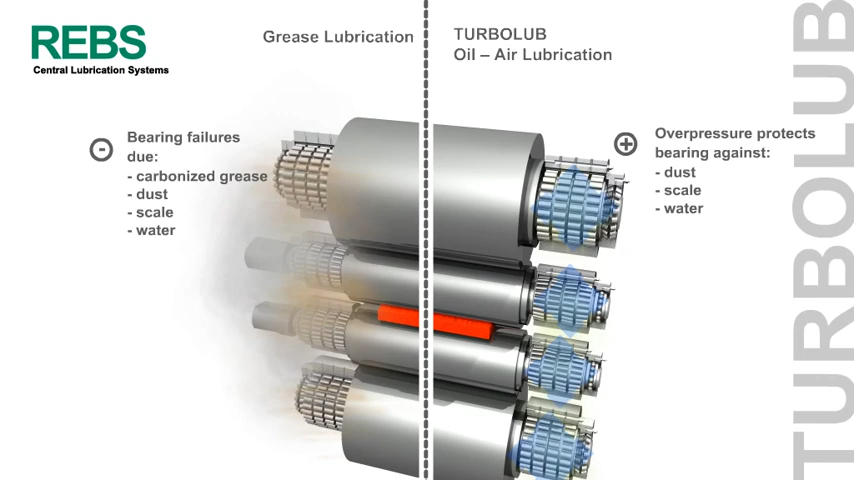 REBS
Central Lubrication Systems
Grease Lubrication
TURBOLUB
Oil – Air Lubrication
-
Bearing failures
due:
- carbonized grease
- dust
- scale
- water
+
Overpressure protects
bearing against:
- dust
- scale
- water
TURBOLUB